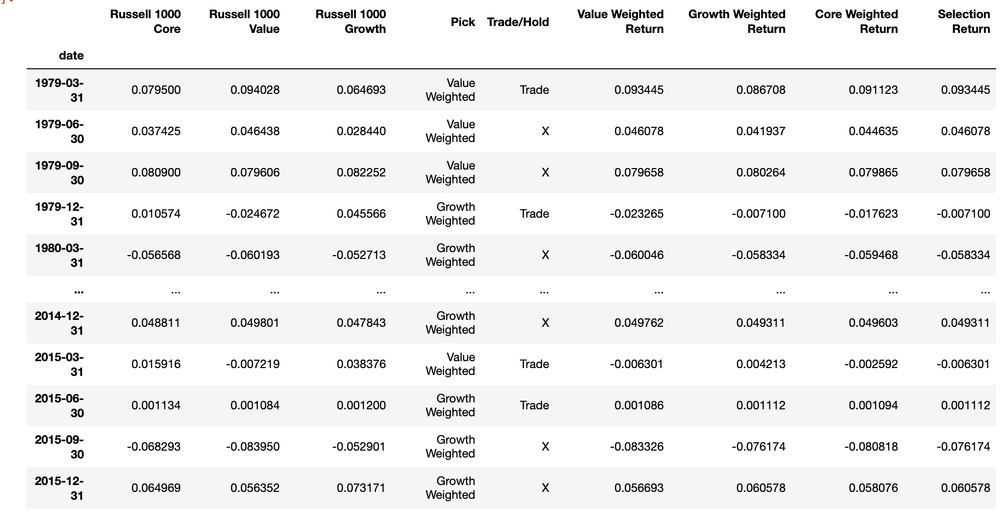 Russell 1000 Core Russell 1000 Value Russell 1000 Growth Pick Trade/Hold Value Weighted Return Growth Weighted Return Core Weighted Return Selection Return
date
1979-03-31 0.079500 0.094028 0.064693 Value Weighted Trade 0.093445 0.086708 0.091123 0.093445
1979-06-30 0.037425 0.046438 0.028440 Value Weighted X 0.046078 0.041937 0.044635 0.046078
1979-09-30 0.080900 0.079606 0.082252 Value Weighted X 0.079658 0.080264 0.079865 0.079658
1979-12-31 0.010574 -0.024672 0.045566 Growth Weighted Trade -0.023265 -0.007100 -0.017623 -0.007100
1980-03-31 -0.056568 -0.060193 -0.052713 Growth Weighted X -0.060046 -0.058334 -0.059468 -0.058334
... ... ... ... ... ... ... ... ... ...
2014-12-31 0.048811 0.049801 0.047843 Growth Weighted X 0.049762 0.049311 0.049603 0.049311
2015-03-31 0.015916 -0.007219 0.038376 Value Weighted Trade -0.006301 0.004213 -0.002592 -0.006301
2015-06-30 0.001134 0.001084 0.001200 Growth Weighted Trade 0.001086 0.001112 0.001094 0.001112
2015-09-30 -0.068293 -0.083950 -0.052901 Growth Weighted X -0.083326 -0.076174 -0.080818 -0.076174
2015-12-31 0.064969 0.056352 0.073171 Growth Weighted X 0.056693 0.060578 0.058076 0.060578